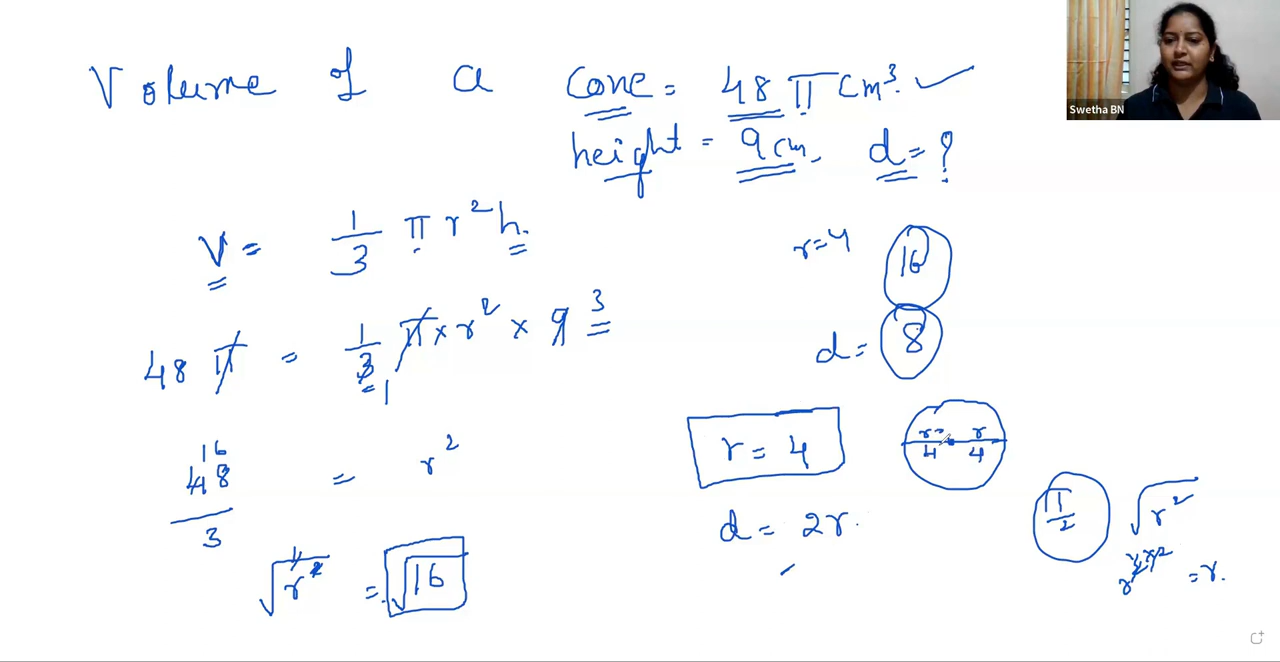 Volume of a cone = 48 π cm³. ✓
height = 9 cm, d = ?
V = 1/3 π r² h.
r = 4
16
48 π = 1/3 π × r² × 9 3
1
d = 8
16
48/3 = r²
r = 4
r = 4 r 4
d = 2r.
π/2
√r²
= r.
√r² = √16
Swetha BN